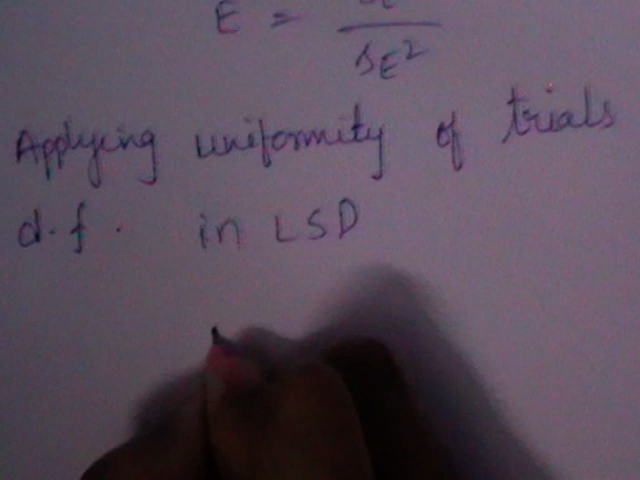 E =
sE²
Applying uniformity of trials
d.f. in LSD